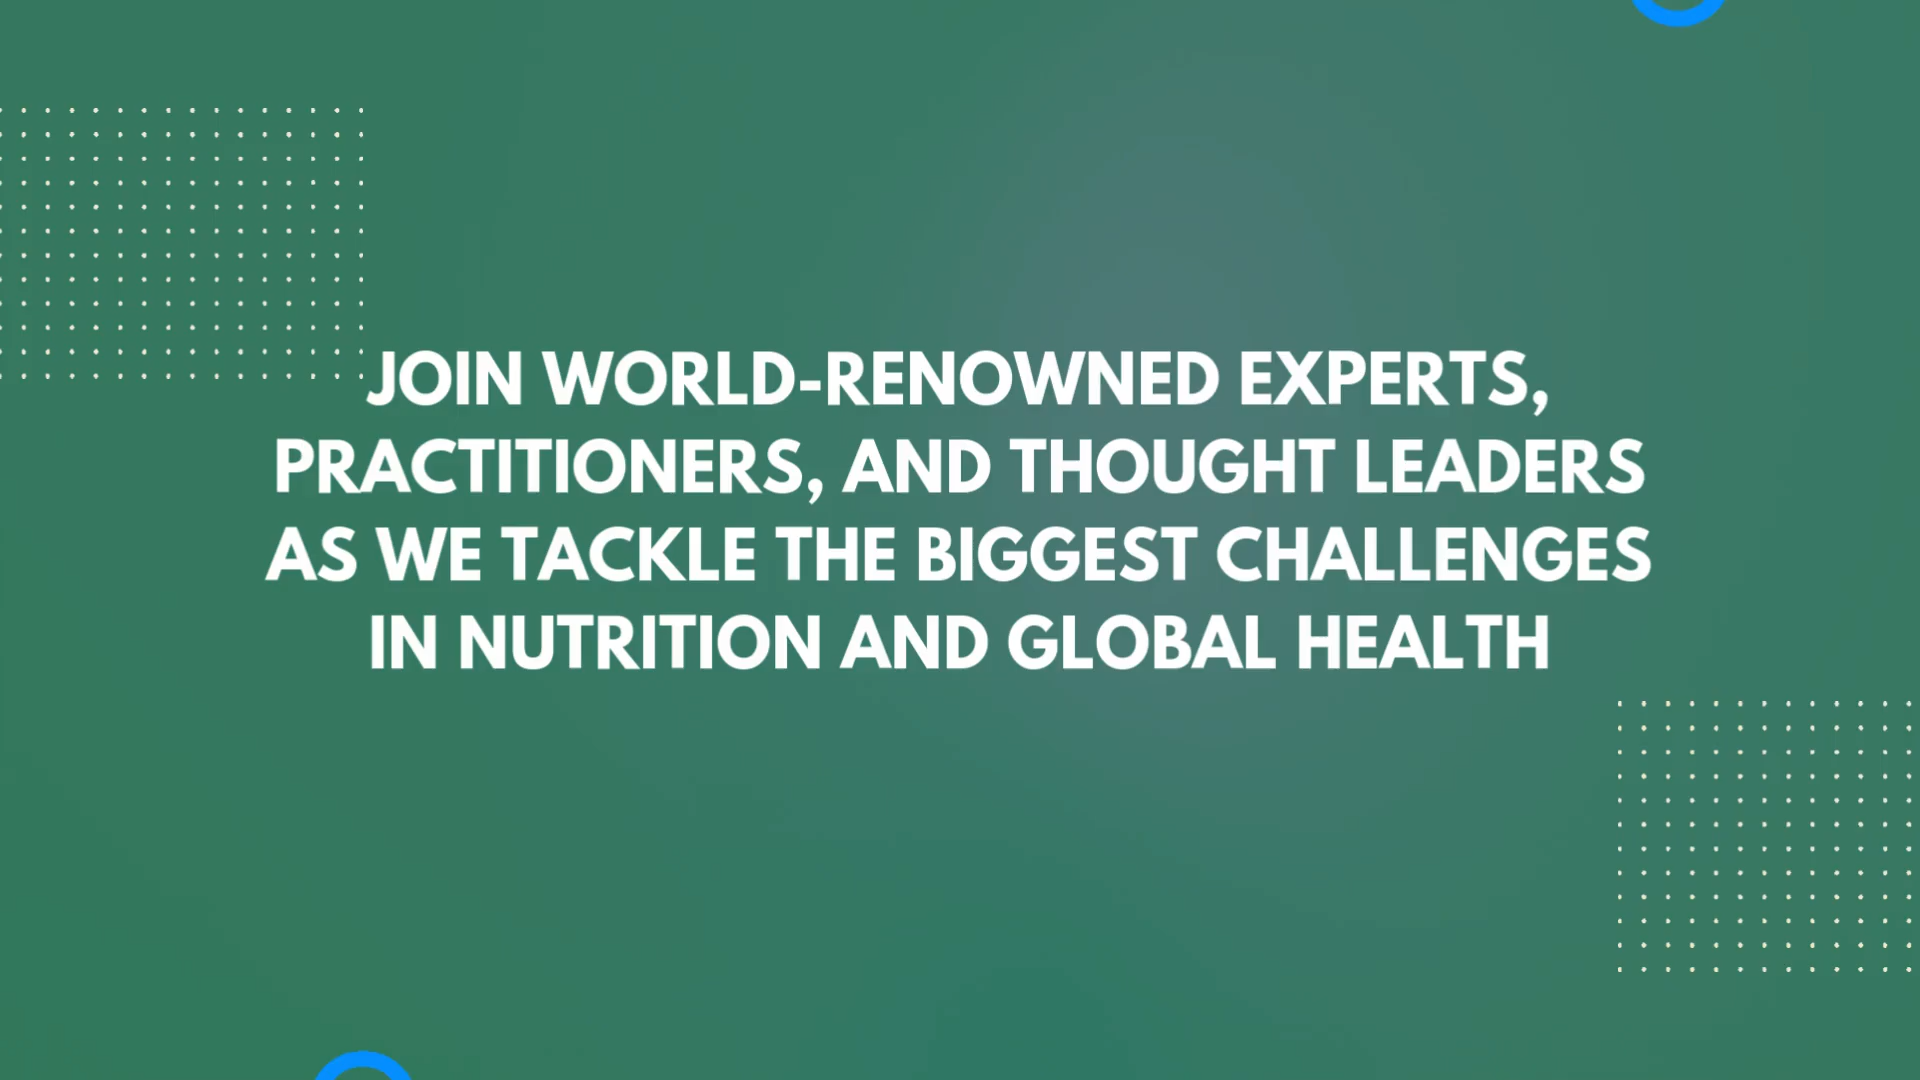 JOIN WORLD-RENOWNED EXPERTS,
PRACTITIONERS, AND THOUGHT LEADERS
AS WE TACKLE THE BIGGEST CHALLENGES
IN NUTRITION AND GLOBAL HEALTH